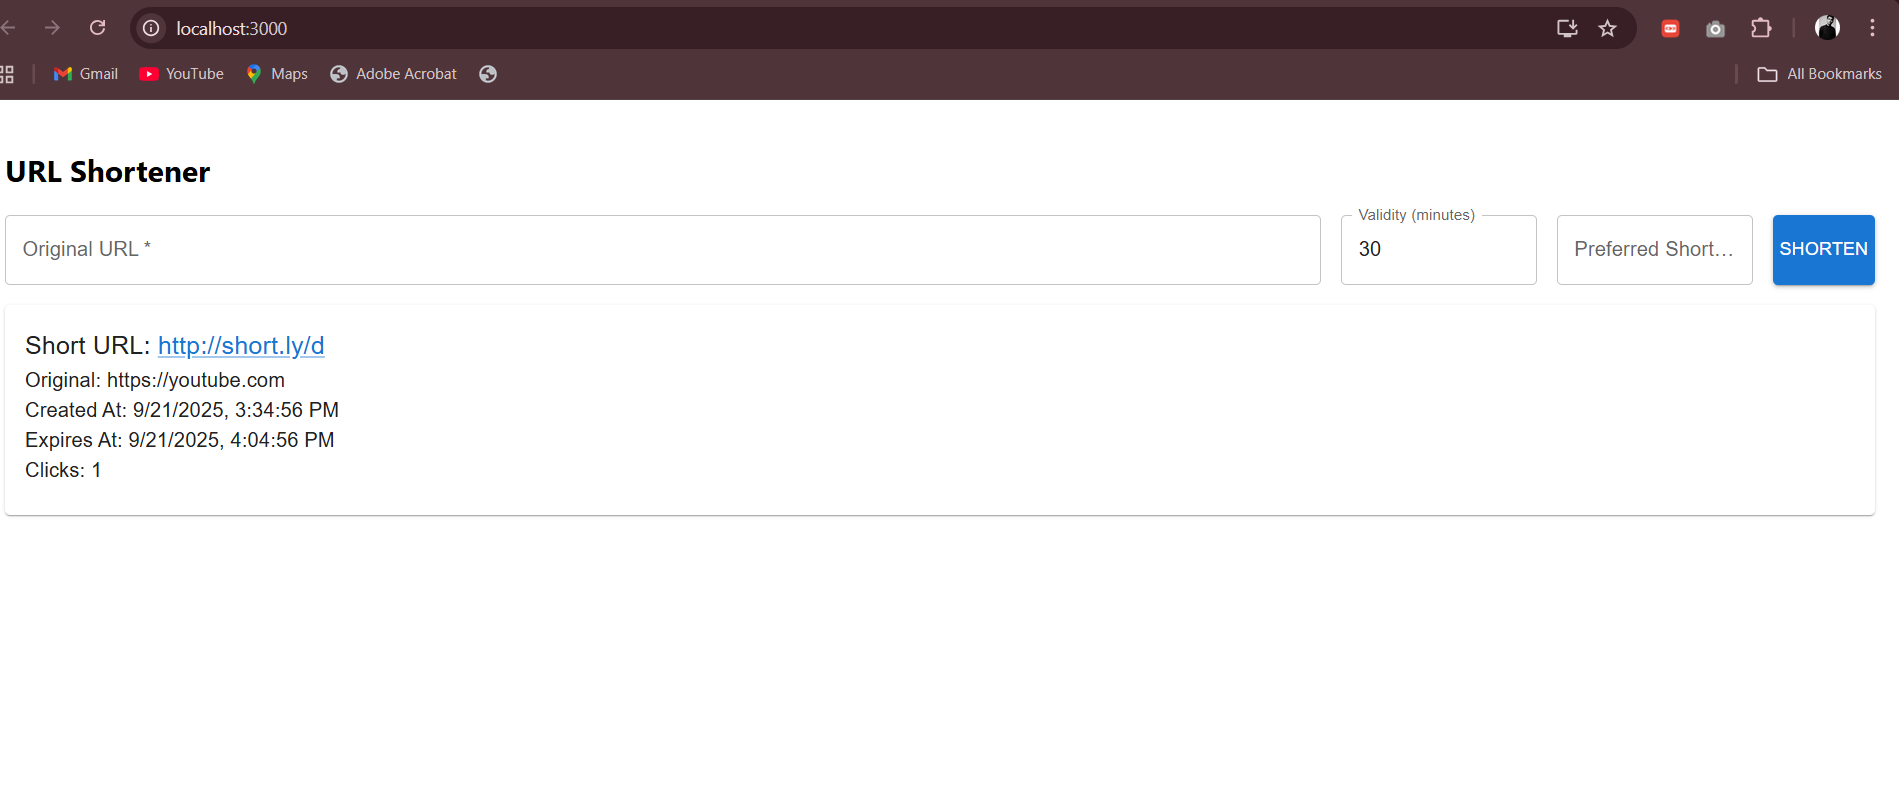 localhost:3000
Gmail YouTube Maps Adobe Acrobat All Bookmarks
URL Shortener
Original URL * Validity (minutes) 30 Preferred Short... SHORTEN
Short URL: http://short.ly/d
Original: https://youtube.com
Created At: 9/21/2025, 3:34:56 PM
Expires At: 9/21/2025, 4:04:56 PM
Clicks: 1